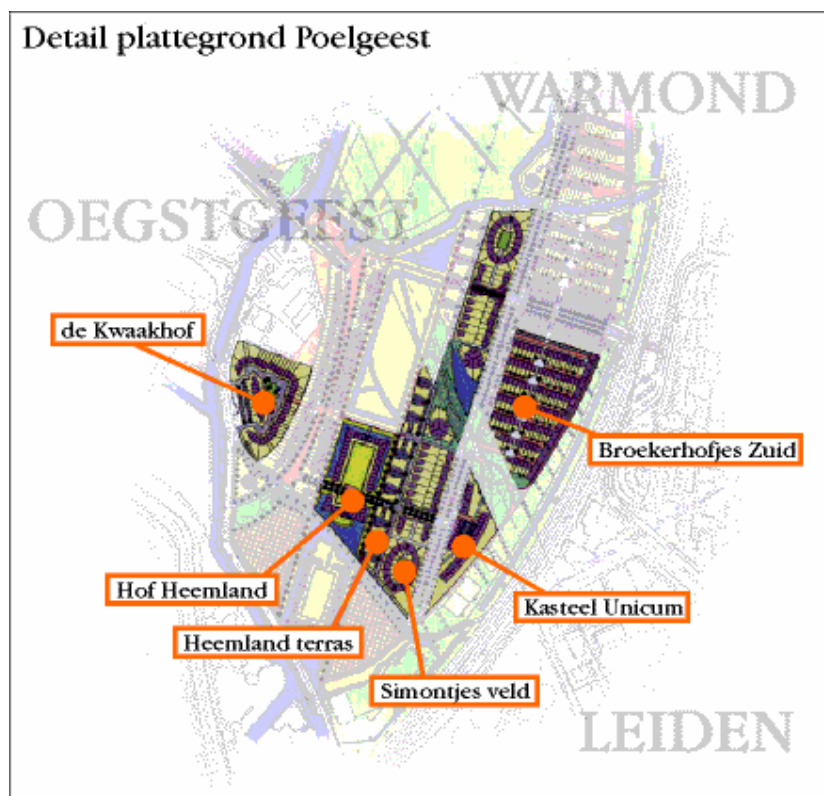 Detail plattegrond Poelgeest
WARMOND
OEGSTGEEST
de Kwaakhof
Broekerhofjes Zuid
Hof Heemland
Kasteel Unicum
Heemland terras
Simontjes veld
LEIDEN